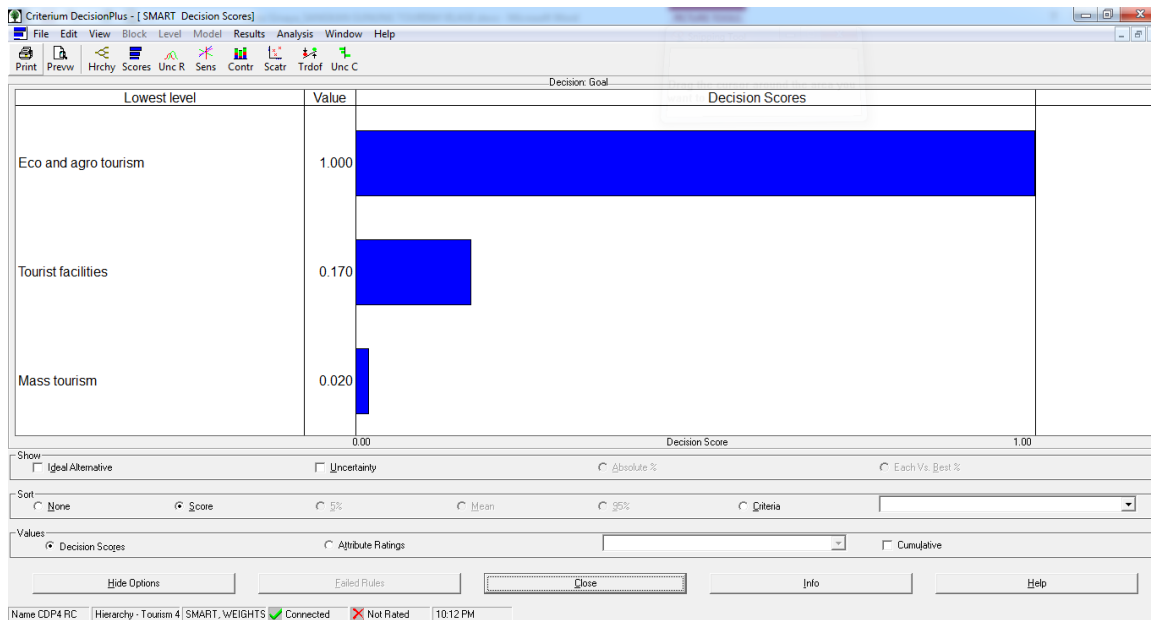 Criterium DecisionPlus - [ SMART Decision Scores]
File Edit View Block Level Model Results Analysis Window Help
Print Prevw Hrchy Scores Unc R Sens Contr Scatr Trdof Unc C
Decision: Goal
Lowest level Value Decision Scores
Eco and agro tourism 1.000
Tourist facilities 0.170
Mass tourism 0.020
0.00 Decision Score 1.00
Show
Ideal Alternative Uncertainty Absolute % Each Vs. Best %
Sort
None Score 5% Mean 95% Criteria
Values
Decision Scores Attribute Ratings Cumulative
Hide Options Failed Rules Close Info Help
Name CDP4 RC Hierarchy - Tourism 4 SMART, WEIGHTS Connected Not Rated 10:12 PM